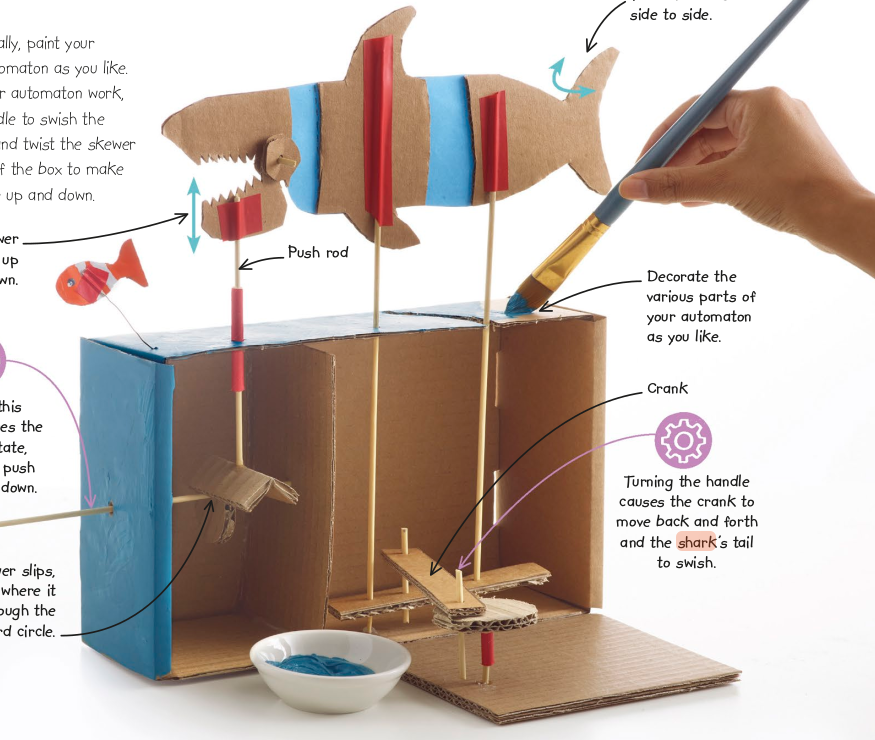 side to side.
ally, paint your
omaton as you like.
r automaton work,
dle to swish the
nd twist the skewer
f the box to make
up and down.
wer
up
wn.
Push rod
Decorate the
various parts of
your automaton
as you like.
Crank
this
es the
tate,
push
down.
Turning the handle
causes the crank to
move back and forth
and the shark's tail
to swish.
er slips,
where it
ough the
rd circle.